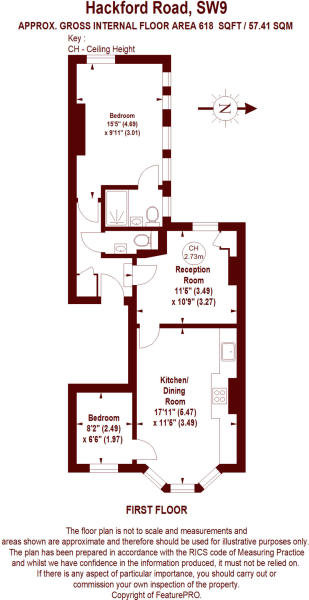 Hackford Road, SW9
APPROX. GROSS INTERNAL FLOOR AREA 618 SQFT / 57.41 SQM
Key :
CH - Ceiling Height
Bedroom
15'5" (4.69)
x 9'11" (3.01)
N
CH
2.73m
Reception
Room
11'5" (3.49)
x 10'9" (3.27)
Kitchen/
Dining
Room
17'11" (5.47)
x 11'5" (3.49)
Bedroom
8'2" (2.49)
x 6'6" (1.97)
FIRST FLOOR
The floor plan is not to scale and measurements and
areas shown are approximate and therefore should be used for illustrative purposes only.
The plan has been prepared in accordance with the RICS code of Measuring Practice
and whilst we have confidence in the information produced, it must not be relied on.
If there is any aspect of particular importance, you should carry out or
commission your own inspection of the property.
Copyright of FeaturePRO.